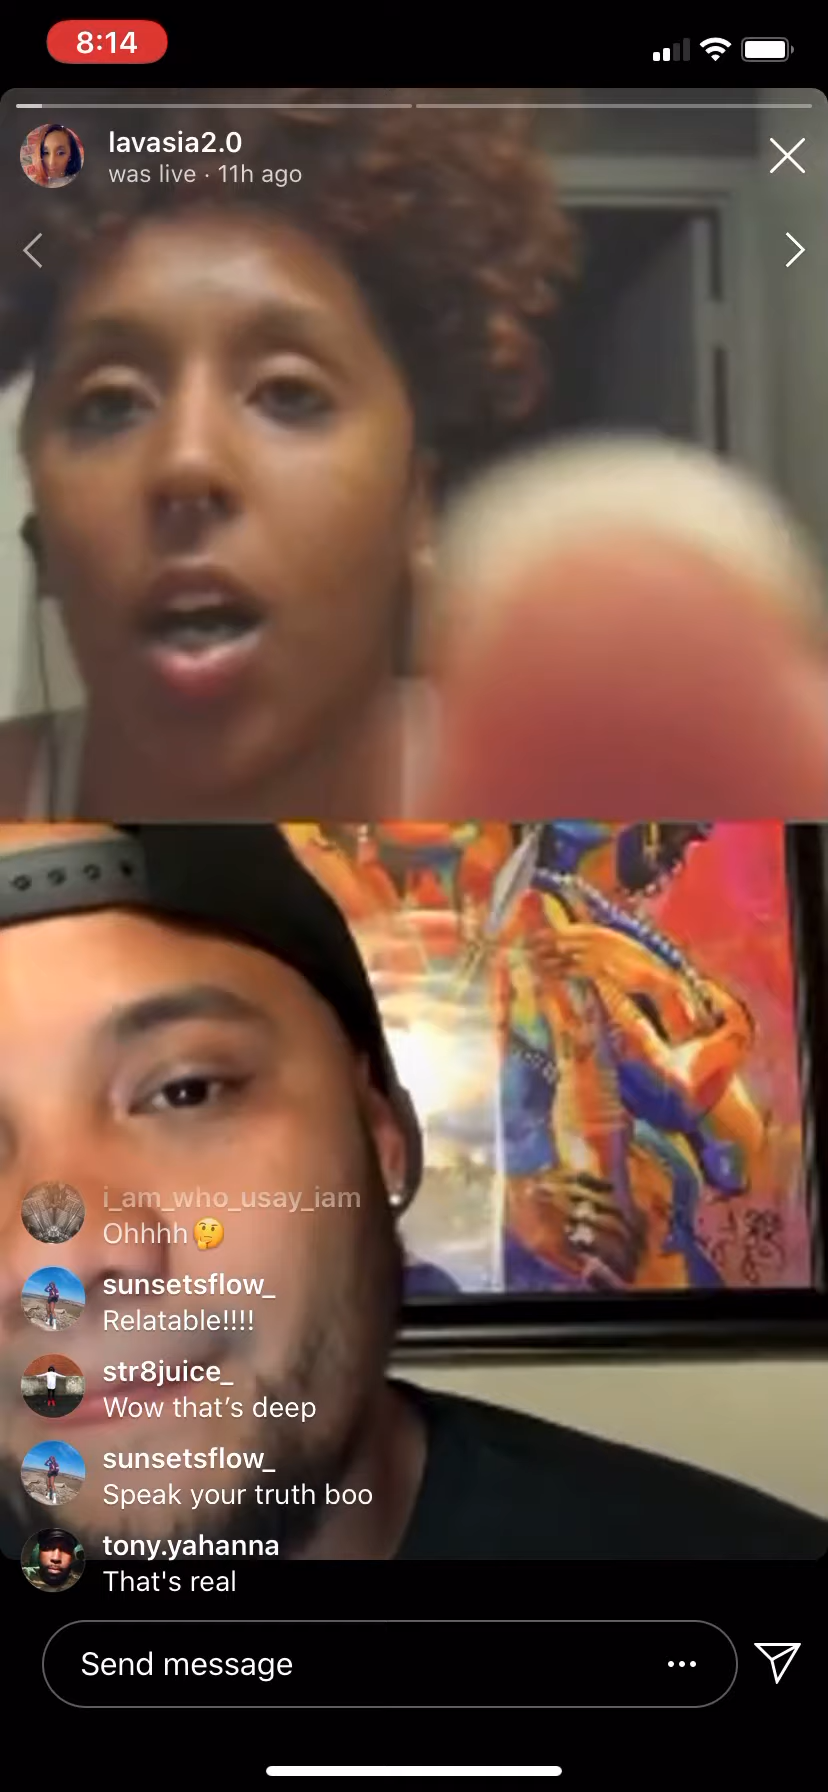 8:14
lavasia2.0
was live · 11h ago
i_am_who_usay_iam
Ohhhh🤔
sunsetsflow_
Relatable!!!!
str8juice_
Wow that’s deep
sunsetsflow_
Speak your truth boo
tony.yahanna
That's real
Send message